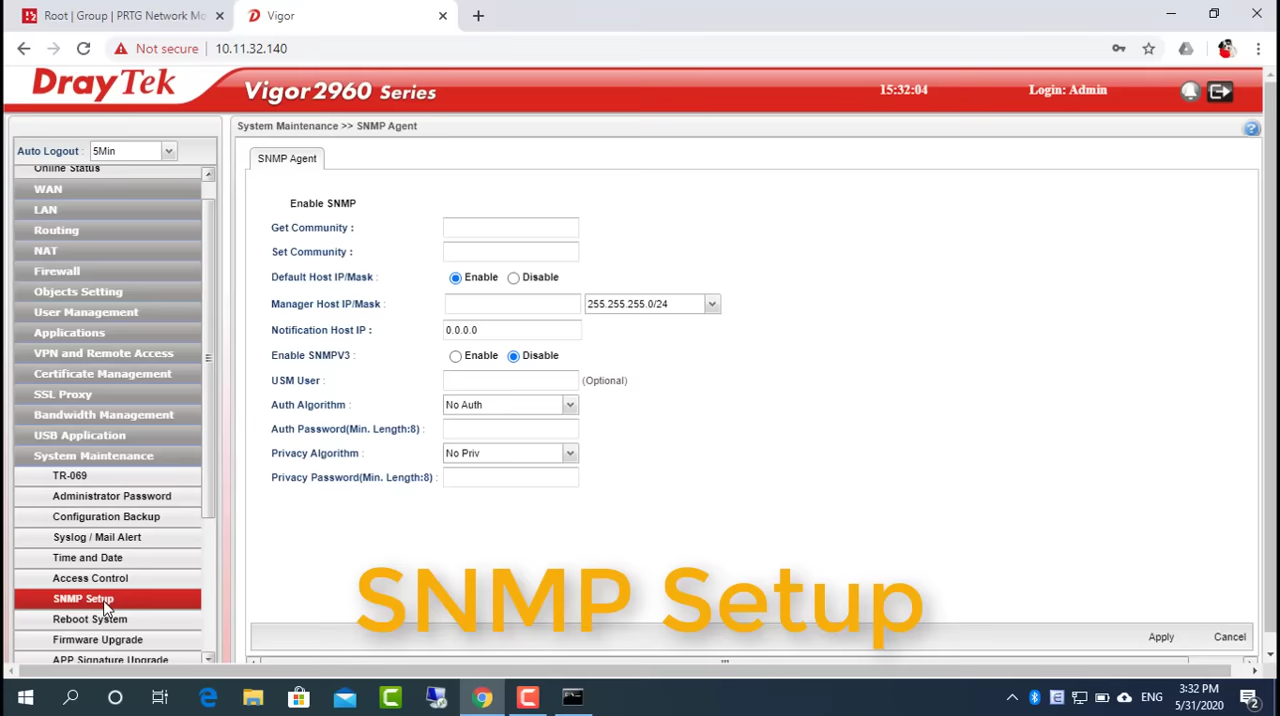 Root | Group | PRTG Network Mo
Vigor
Not secure | 10.11.32.140
DrayTek
Vigor2960 Series
15:32:04
Login: Admin
Auto Logout : 5Min
System Maintenance >> SNMP Agent
Online Status
WAN
LAN
Routing
NAT
Firewall
Objects Setting
User Management
Applications
VPN and Remote Access
Certificate Management
SSL Proxy
Bandwidth Management
USB Application
System Maintenance
TR-069
Administrator Password
Configuration Backup
Syslog / Mail Alert
Time and Date
Access Control
SNMP Setup
Reboot System
Firmware Upgrade
APP Signature Upgrade
SNMP Agent
Enable SNMP
Get Community :
Set Community :
Default Host IP/Mask : Enable Disable
Manager Host IP/Mask : 255.255.255.0/24
Notification Host IP : 0.0.0.0
Enable SNMPV3 : Enable Disable
USM User : (Optional)
Auth Algorithm : No Auth
Auth Password(Min. Length:8) :
Privacy Algorithm : No Priv
Privacy Password(Min. Length:8) :
SNMP Setup
Apply
Cancel
ENG
3:32 PM
5/31/2020
2